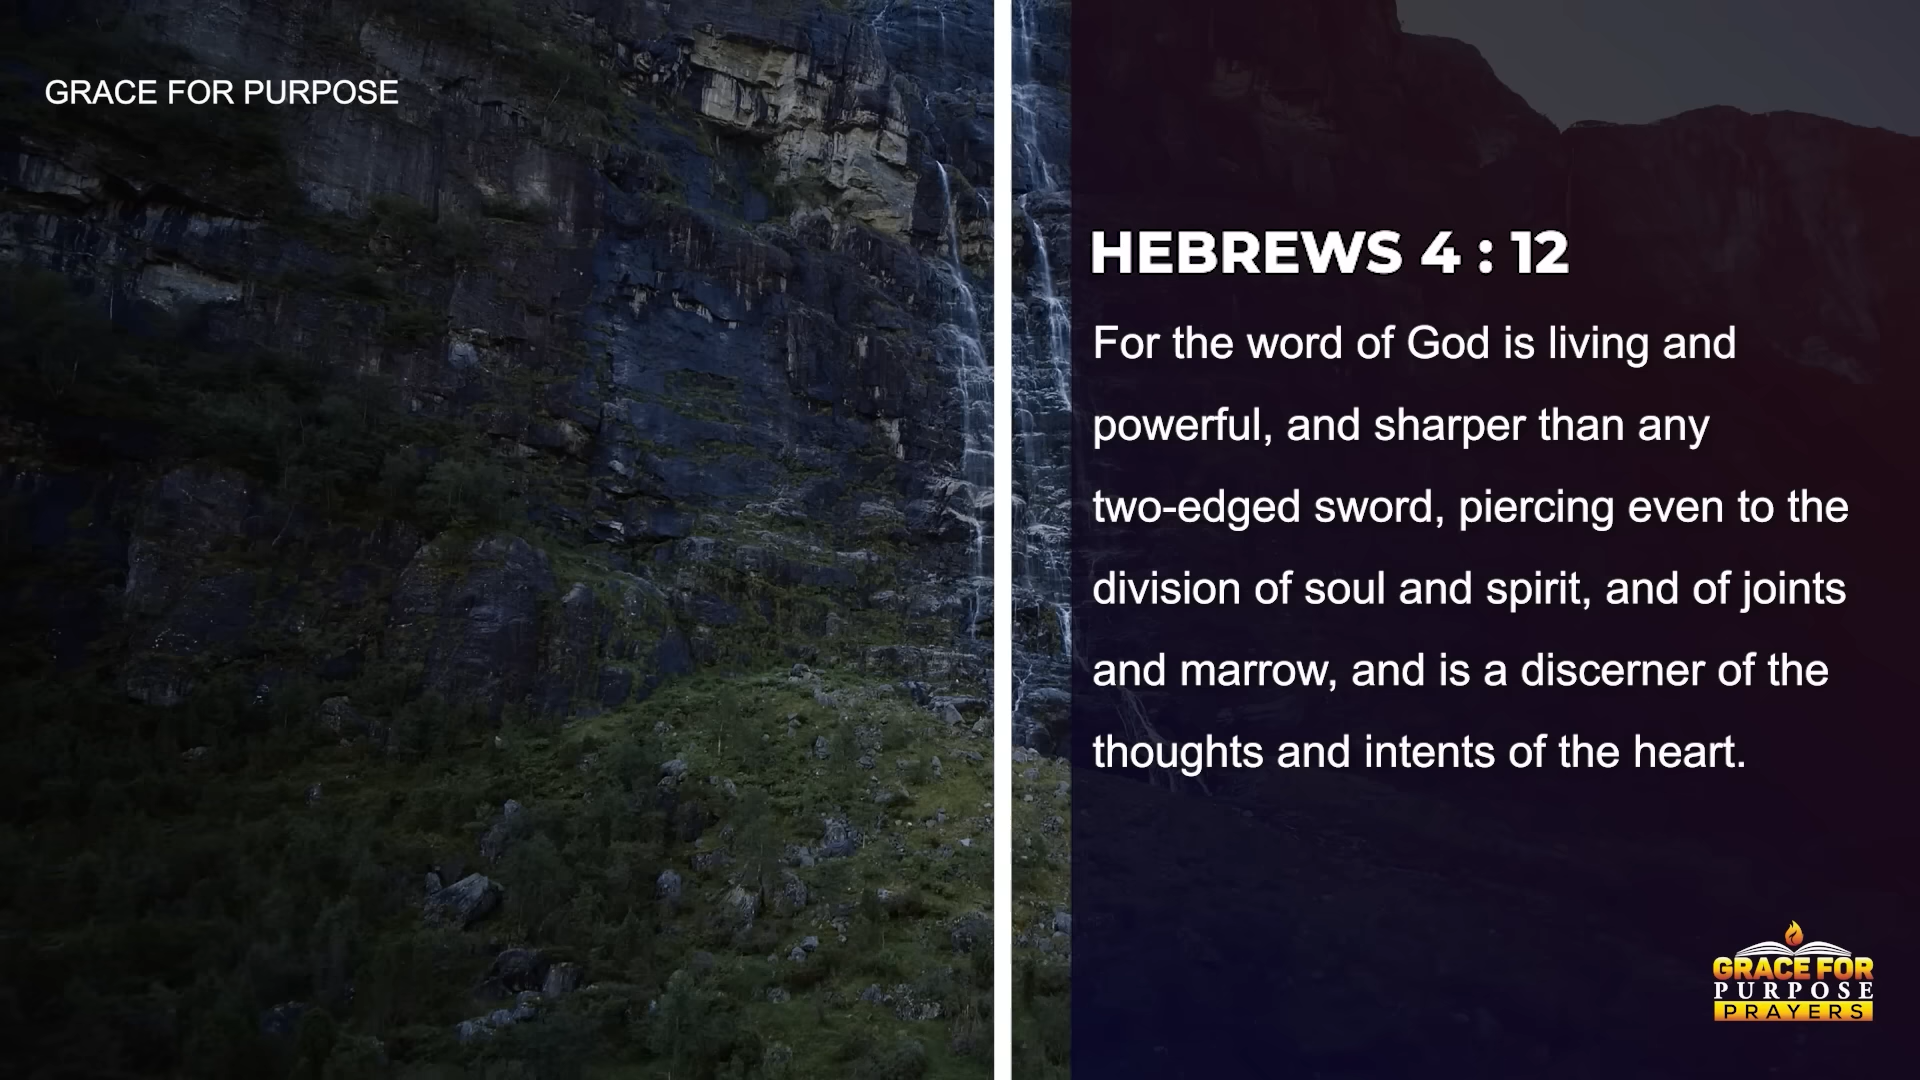 GRACE FOR PURPOSE
HEBREWS 4 : 12
For the word of God is living and
powerful, and sharper than any
two-edged sword, piercing even to the
division of soul and spirit, and of joints
and marrow, and is a discerner of the
thoughts and intents of the heart.
GRACE FOR
PURPOSE
PRAYERS